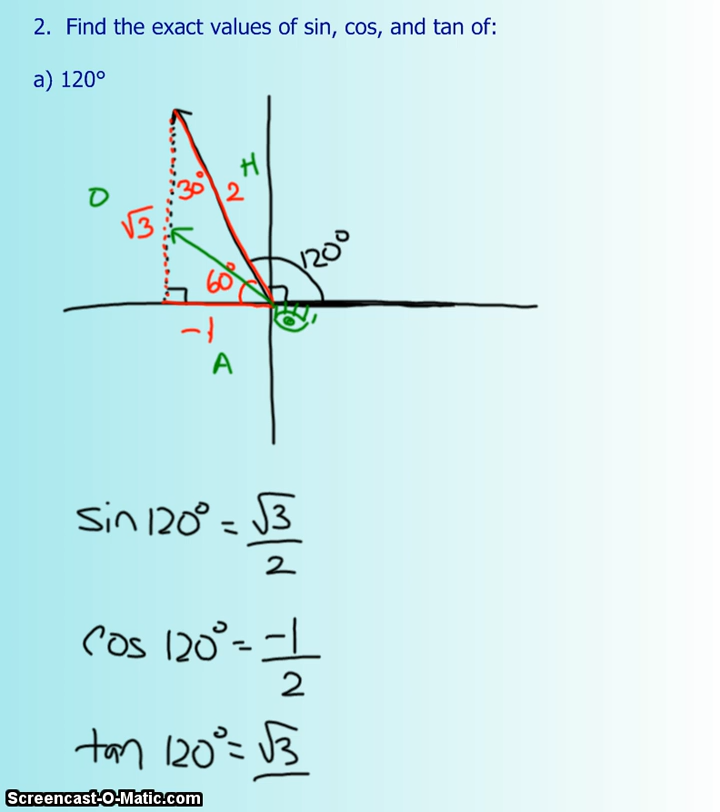 2. Find the exact values of sin, cos, and tan of:
a) 120°
H
30° 2
O
√3
120°
60°
-1
A
sin 120° = √3
2
cos 120° = -1
2
tan 120° = √3
Screencast-O-Matic.com